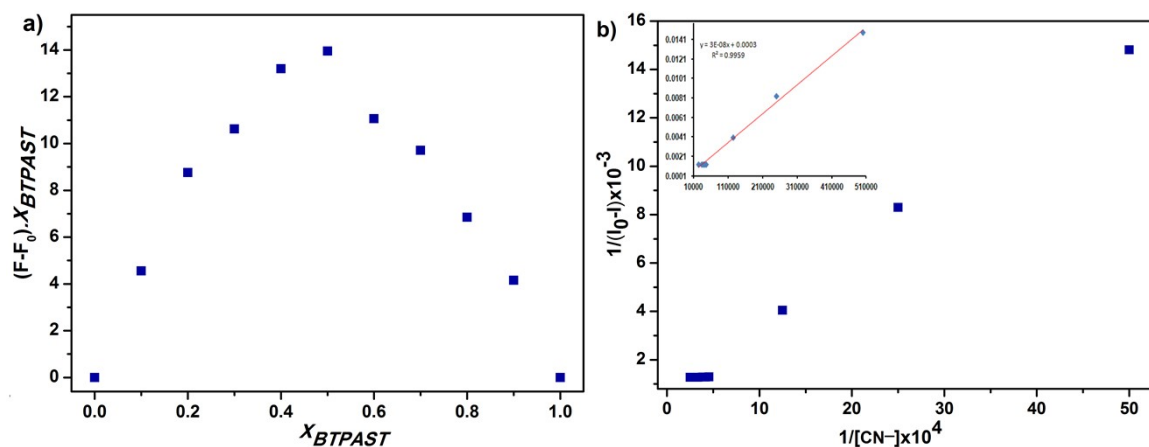 a)
14
12
10
8
6
4
2
0
(F-F₀).X_BTPAST
0.0 0.2 0.4 0.6 0.8 1.0
X_BTPAST
b)
16
14
12
10
8
6
4
2
1/(I₀-I)x10⁻³
0 10 20 30 40 50
1/[CN–]x10⁴
y = 3E-08x + 0.0003
R² = 0.9959
0.0141
0.0121
0.0101
0.0081
0.0061
0.0041
0.0021
0.0001
10000 110000 210000 310000 410000 510000